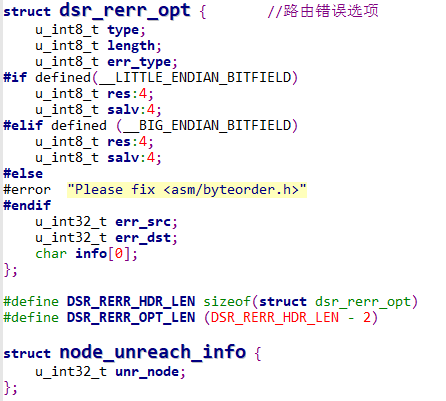 struct dsr_rerr_opt {        //路由错误选项
    u_int8_t type;
    u_int8_t length;
    u_int8_t err_type;
#if defined(__LITTLE_ENDIAN_BITFIELD)
    u_int8_t res:4;
    u_int8_t salv:4;
#elif defined (__BIG_ENDIAN_BITFIELD)
    u_int8_t res:4;
    u_int8_t salv:4;
#else
#error  "Please fix <asm/byteorder.h>"
#endif
    u_int32_t err_src;
    u_int32_t err_dst;
    char info[0];
};

#define DSR_RERR_HDR_LEN sizeof(struct dsr_rerr_opt)
#define DSR_RERR_OPT_LEN (DSR_RERR_HDR_LEN - 2)

struct node_unreach_info {
    u_int32_t unr_node;
};